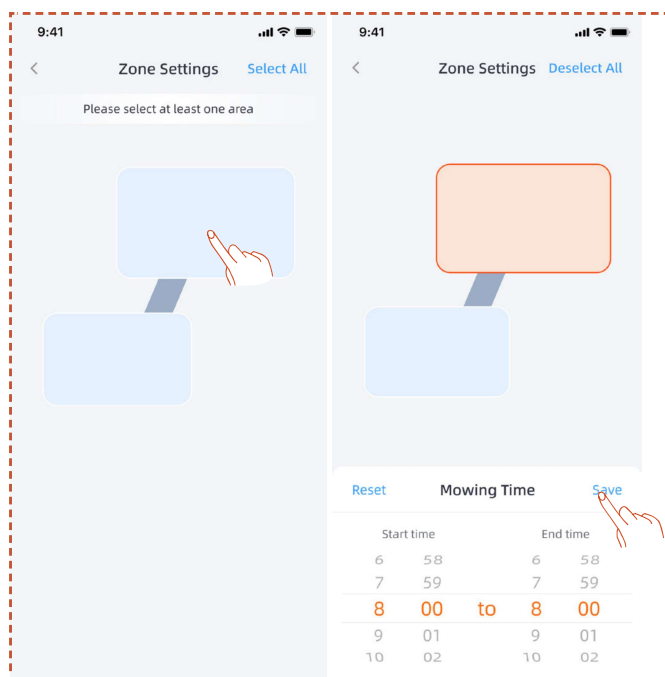 9:41
Zone Settings Select All
Please select at least one area
9:41
Zone Settings Deselect All
Reset Mowing Time Save
Start time End time
6 58 6 58
7 59 7 59
8 00 to 8 00
9 01 9 01
10 02 10 02